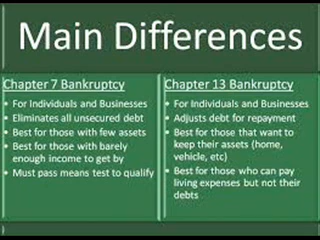 Main Differences
Chapter 7 Bankruptcy
• For Individuals and Businesses
• Eliminates all unsecured debt
• Best for those with few assets
• Best for those with barely
enough income to get by
• Must pass means test to qualify
Chapter 13 Bankruptcy
• For Individuals and Businesses
• Adjusts debt for repayment
• Best for those that want to
keep their assets (home,
vehicle, etc)
• Best for those who can pay
living expenses but not their
debts